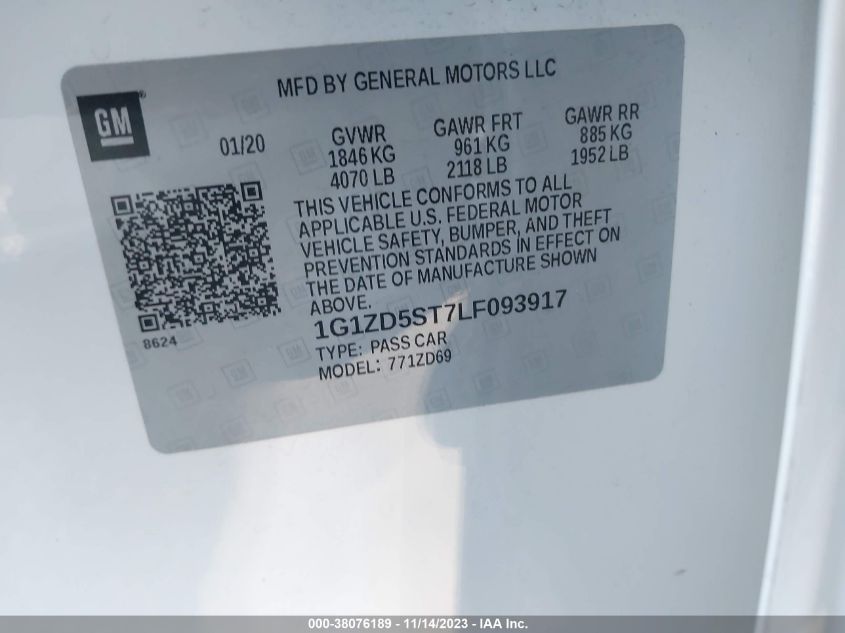 MFD BY GENERAL MOTORS LLC
GM
01/20
GVWR
1846 KG
4070 LB
GAWR FRT
961 KG
2118 LB
GAWR RR
885 KG
1952 LB
THIS VEHICLE CONFORMS TO ALL
APPLICABLE U.S. FEDERAL MOTOR
VEHICLE SAFETY, BUMPER, AND THEFT
PREVENTION STANDARDS IN EFFECT ON
THE DATE OF MANUFACTURE SHOWN
ABOVE.
1G1ZD5ST7LF093917
TYPE: PASS CAR
MODEL: 771ZD69
8624
000-38076189 - 11/14/2023 - IAA Inc.